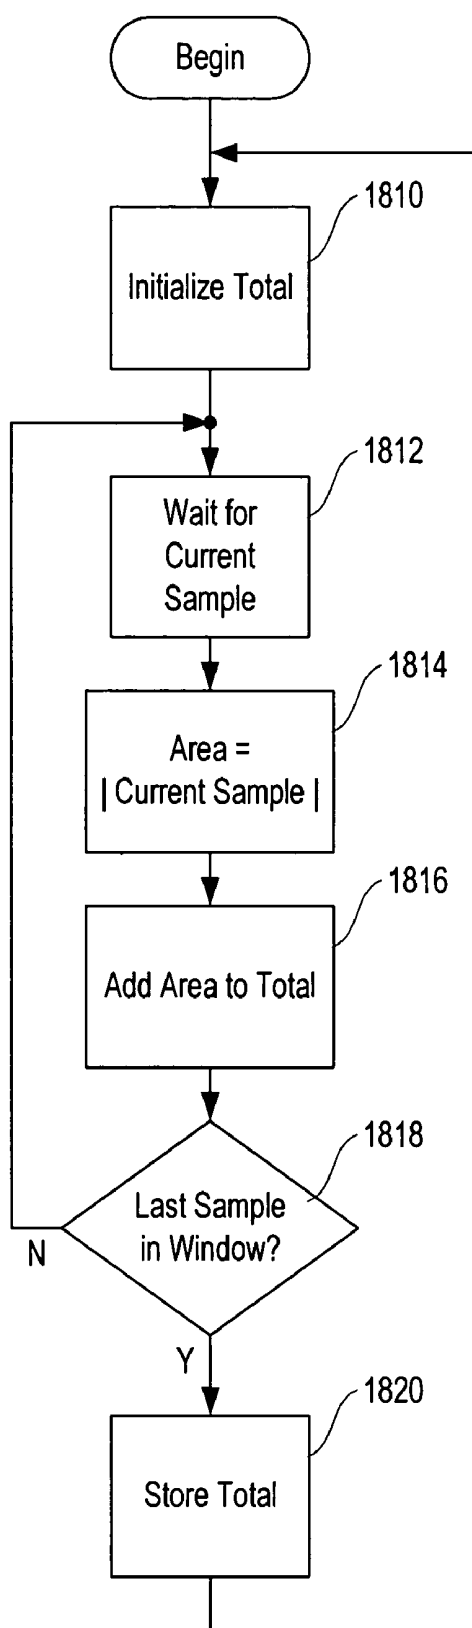 Begin
1810
Initialize Total
1812
Wait for
Current
Sample
1814
Area =
| Current Sample |
1816
Add Area to Total
1818
Last Sample
in Window?
N
Y
1820
Store Total